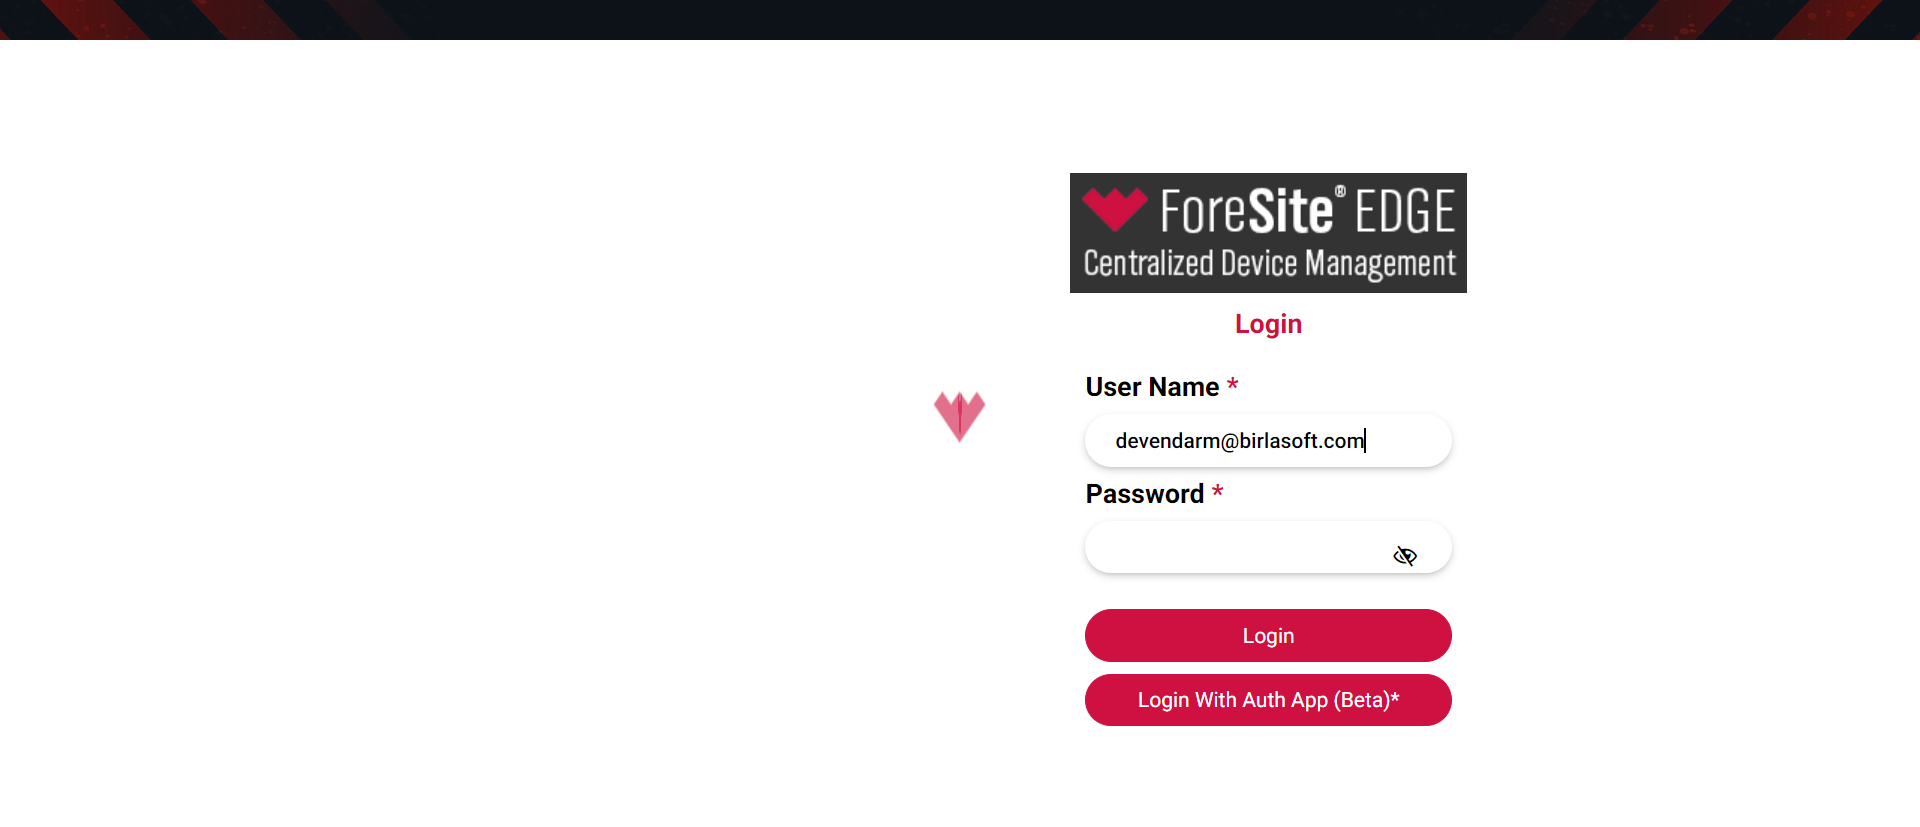 ForeSite® EDGE
Centralized Device Management
Login
User Name *
devendarm@birlasoft.com
Password *
Login
Login With Auth App (Beta)*